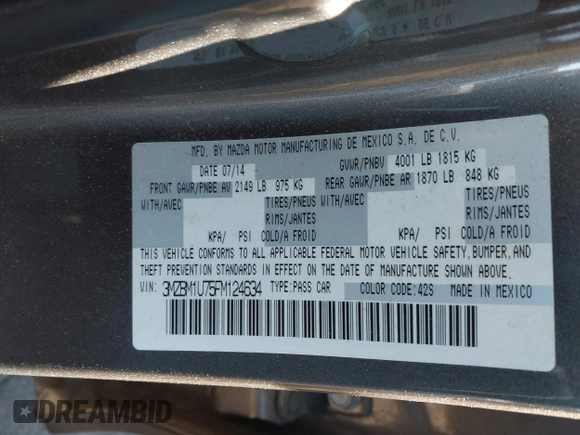 MFD. BY MAZDA MOTOR MANUFACTURING DE MEXICO S.A. DE C.V.
DATE 07/14 GVWR/PNBV 4001 LB 1815 KG
FRONT GAWR/PNBE AV 2149 LB 975 KG REAR GAWR/PNBE AR 1870 LB 848 KG
WITH/AVEC TIRES/PNEUS WITH/AVEC TIRES/PNEUS
RIMS/JANTES RIMS/JANTES
KPA/ PSI COLD/A FROID KPA/ PSI COLD/A FROID
THIS VEHICLE CONFORMS TO ALL APPLICABLE FEDERAL MOTOR VEHICLE SAFETY, BUMPER, AND
THEFT PREVENTION STANDARDS IN EFFECT ON THE DATE OF MANUFACTURE SHOWN ABOVE.
VIN: 3MZBM1U75FM124634 TYPE:PASS CAR COLOR CODE:42S MADE IN MEXICO
DREAMBID